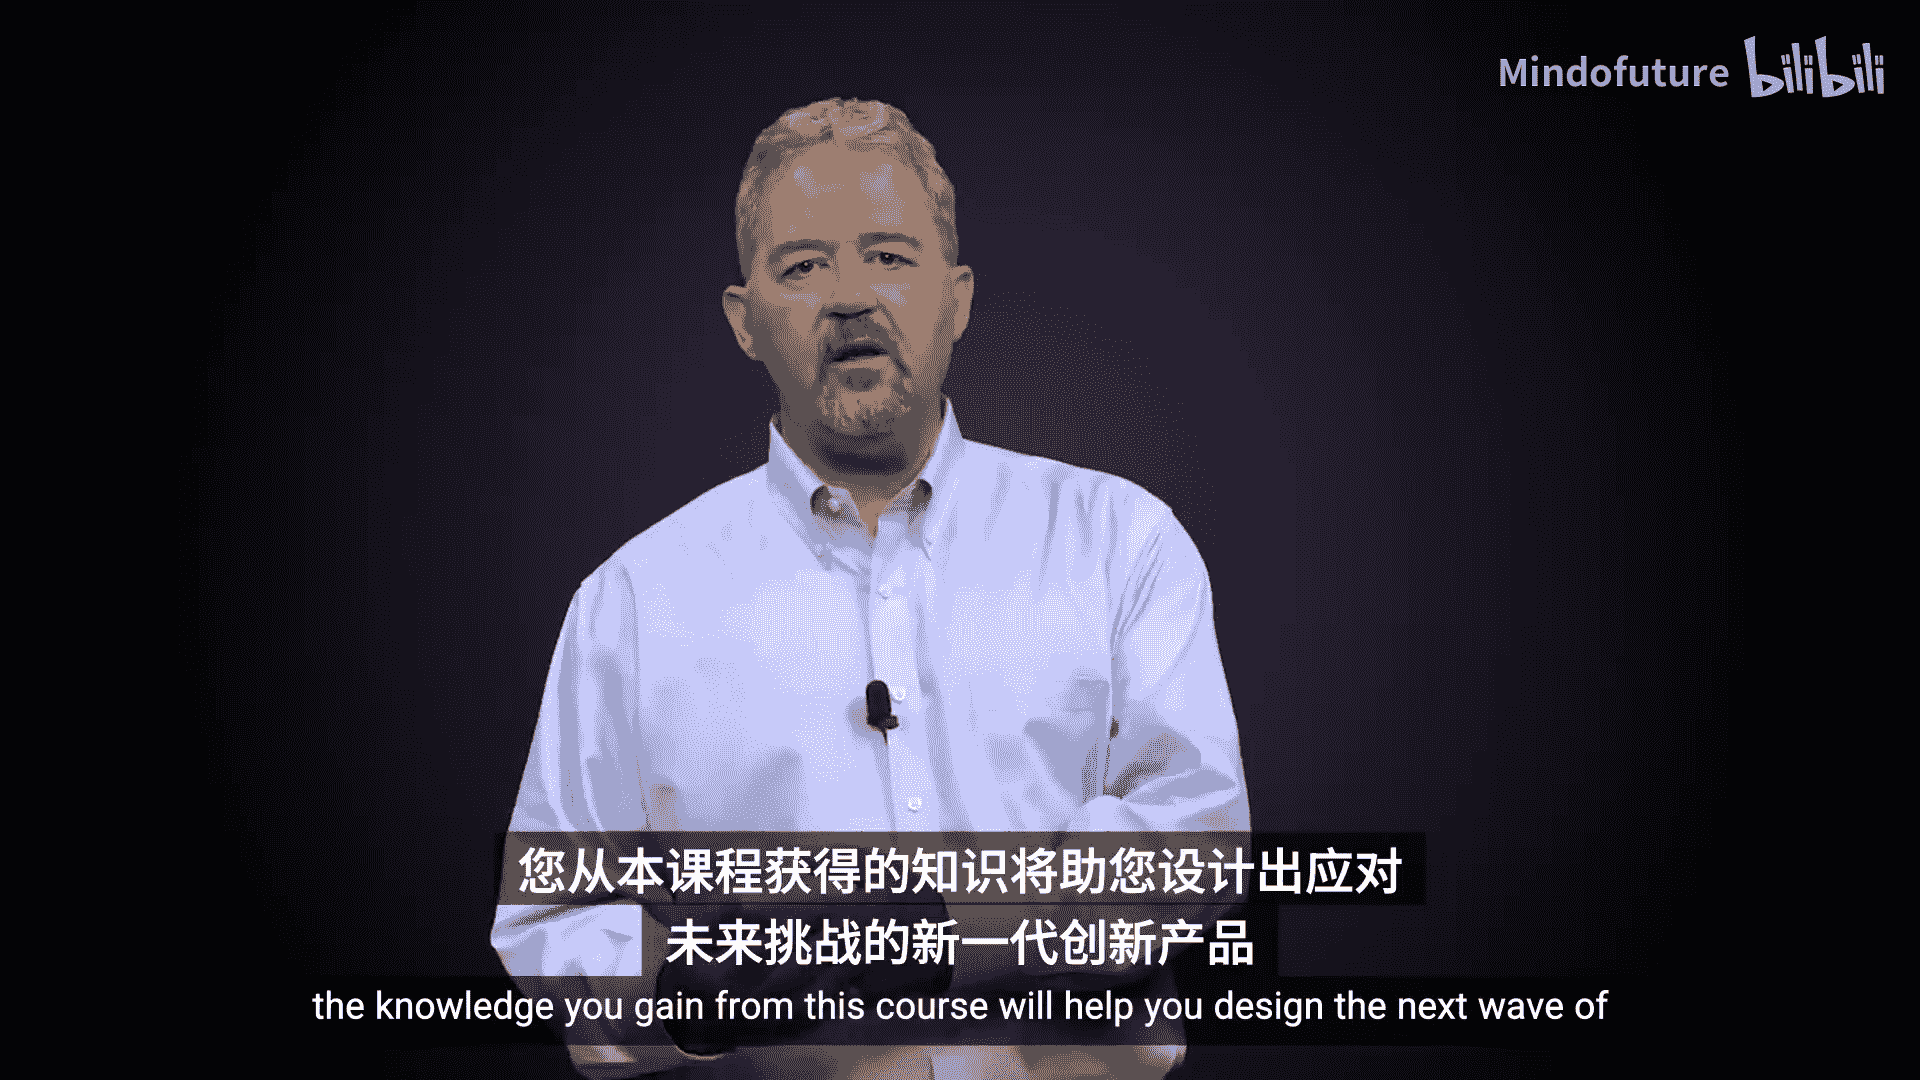 Mindofuture bilibili
您从本课程获得的知识将助您设计出应对
未来挑战的新一代创新产品
the knowledge you gain from this course will help you design the next wave of